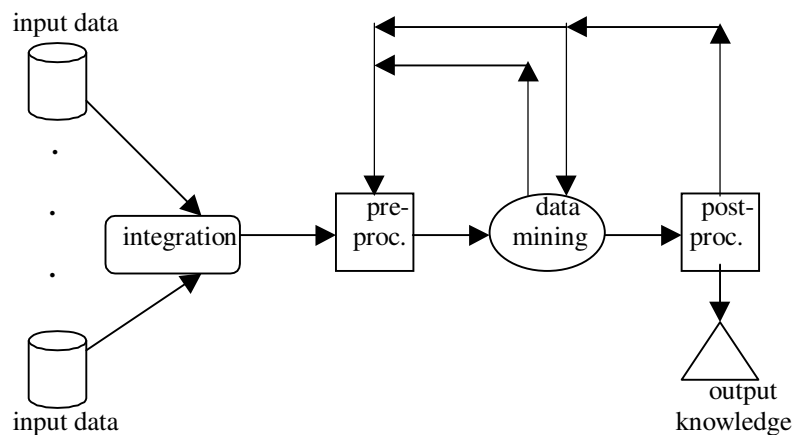 input data
integration
pre-
proc.
data
mining
post-
proc.
input data
output
knowledge